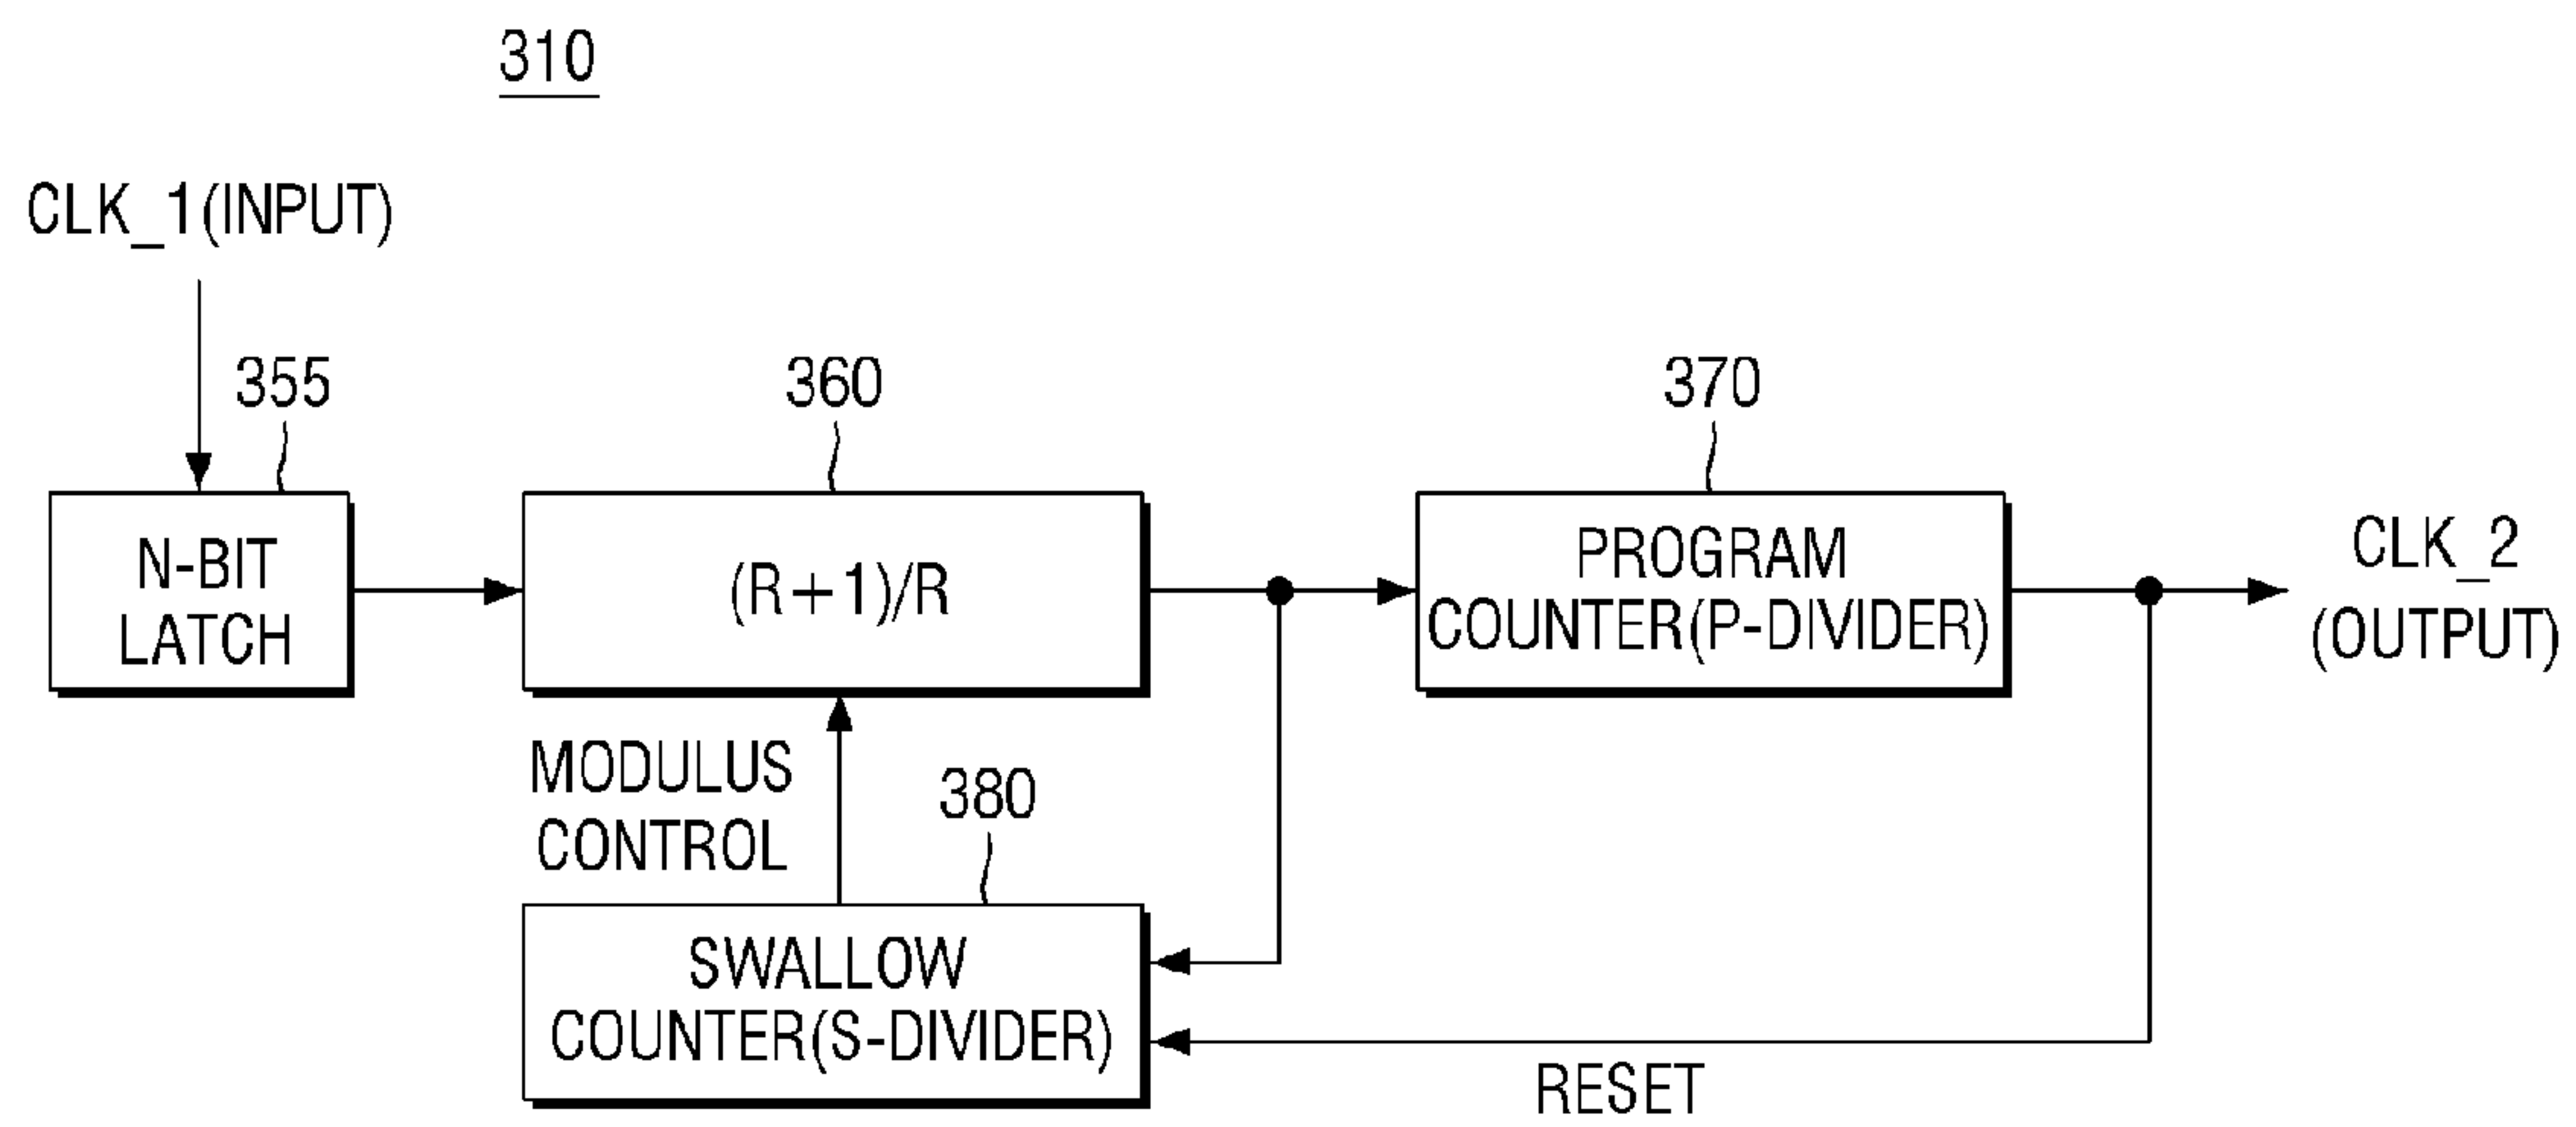 310
CLK_1(INPUT)
355
360
370
N-BIT
LATCH
(R+1)/R
PROGRAM
COUNTER(P-DIVIDER)
CLK_2
(OUTPUT)
MODULUS
CONTROL
380
SWALLOW
COUNTER(S-DIVIDER)
RESET